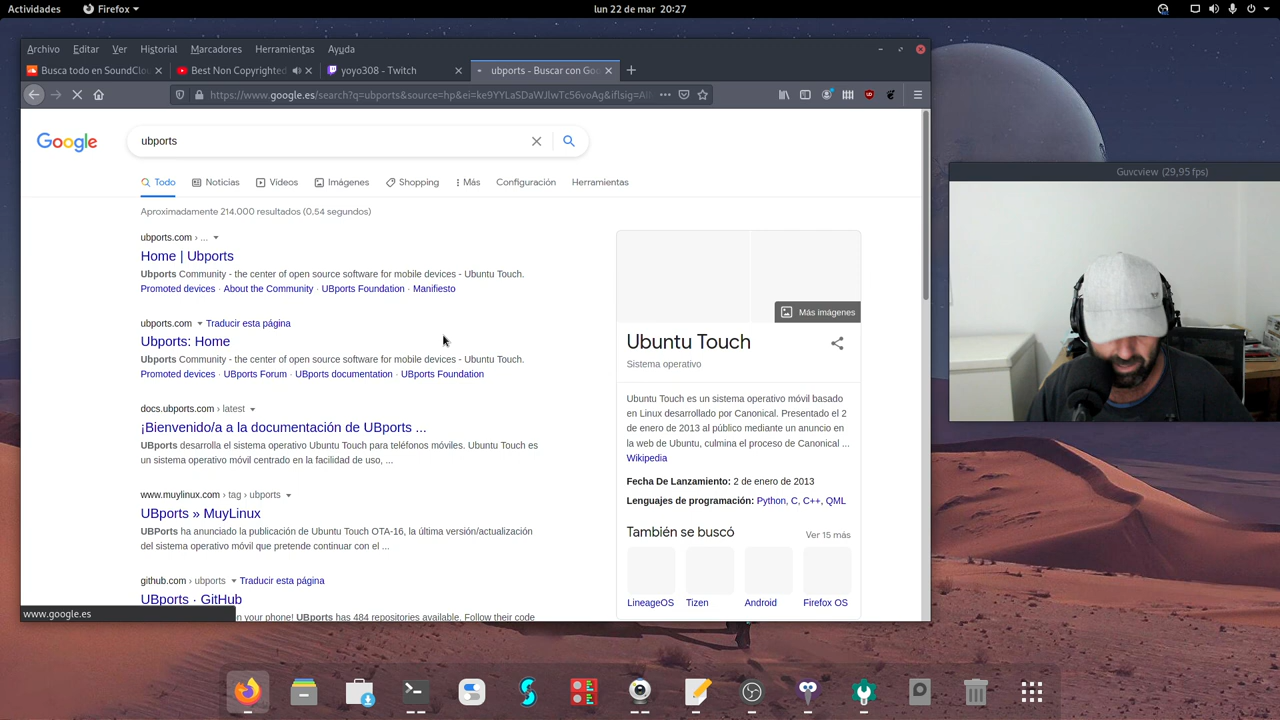 Actividades
Firefox
lun 22 de mar 20:27
Archivo Editar Ver Historial Marcadores Herramientas Ayuda
Busca todo en SoundClo
Best Non Copyrighted
yoyo308 - Twitch
ubports - Buscar con Goo
https://www.google.es/search?q=ubports&source=hp&ei=ke9YYLaSDaWJlwTc56voAg&iflsig=AI
Google
ubports
Todo
Noticias
Videos
Imágenes
Shopping
Más
Configuración
Herramientas
Aproximadamente 214.000 resultados (0,54 segundos)
ubports.com › ...
Home | Ubports
Ubports Community - the center of open source software for mobile devices - Ubuntu Touch.
Promoted devices · About the Community · UBports Foundation · Manifiesto
ubports.com Traducir esta página
Ubports: Home
Ubports Community - the center of open source software for mobile devices - Ubuntu Touch.
Promoted devices · UBports Forum · UBports documentation · UBports Foundation
docs.ubports.com › latest
¡Bienvenido/a a la documentación de UBports ...
UBports desarrolla el sistema operativo Ubuntu Touch para teléfonos móviles. Ubuntu Touch es
un sistema operativo móvil centrado en la facilidad de uso, ...
www.muylinux.com › tag › ubports
UBPorts » MuyLinux
UBPorts ha anunciado la publicación de Ubuntu Touch OTA-16, la última versión/actualización
del sistema operativo móvil que pretende continuar con el ...
github.com › ubports Traducir esta página
UBports · GitHub
n your phone! UBports has 484 repositories available. Follow their code
www.google.es
Más imágenes
Ubuntu Touch
Sistema operativo
Ubuntu Touch es un sistema operativo móvil basado
en Linux desarrollado por Canonical. Presentado el 2
de enero de 2013 al público mediante un anuncio en
la web de Ubuntu, culmina el proceso de Canonical ...
Wikipedia
Fecha De Lanzamiento: 2 de enero de 2013
Lenguajes de programación: Python, C, C++, QML
También se buscó
Ver 15 más
LineageOS
Tizen
Android
Firefox OS
Guvcview (29,95 fps)